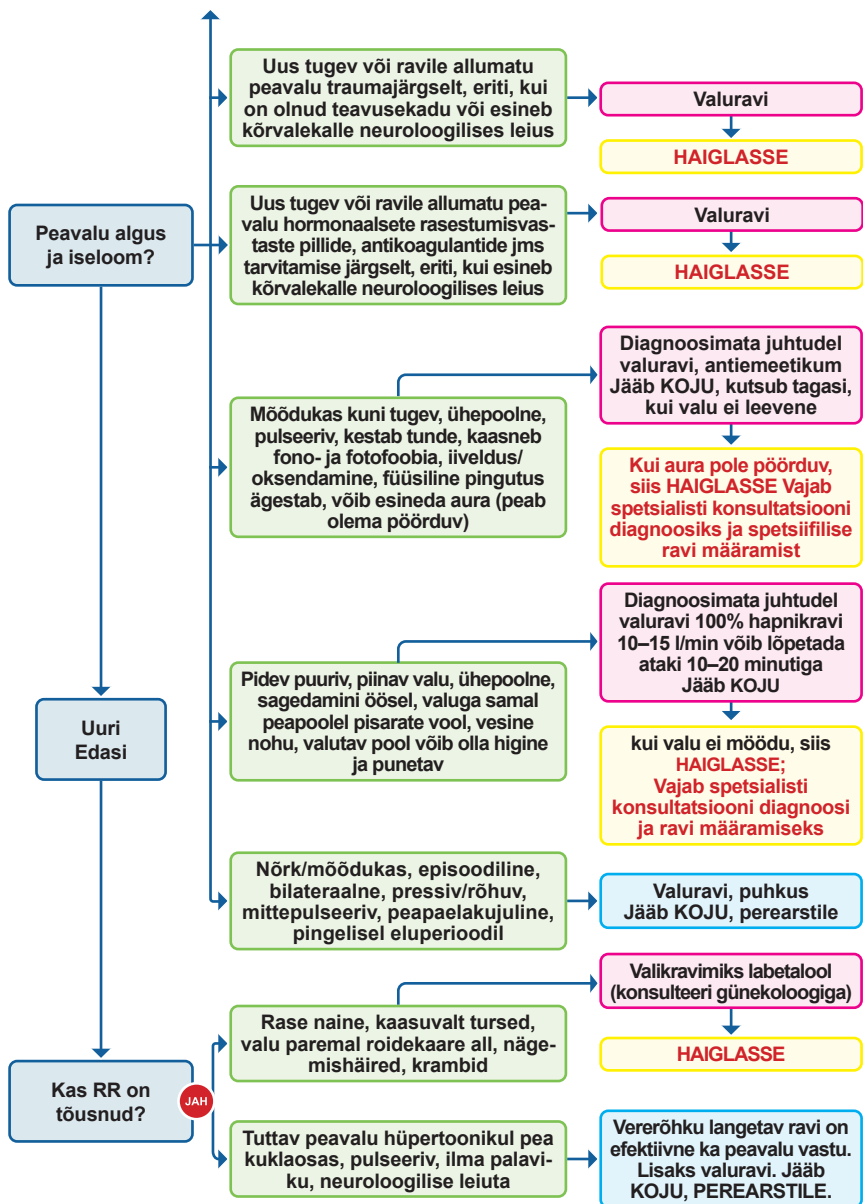 Uus tugev või ravile allumatu
peavalu traumajärgselt, eriti, kui
on olnud teavusekadu või esineb
kõrvalekalle neuroloogilises leius
Valuravi
HAIGLASSE
Peavalu algus
ja iseloom?
Uus tugev või ravile allumatu pea-
valu hormonaalsete rasestumisvas-
taste pillide, antikoagulantide jms
tarvitamise järgselt, eriti, kui esineb
kõrvalekalle neuroloogilises leius
Valuravi
HAIGLASSE
Mõõdukas kuni tugev, ühepoolne,
pulseeriv, kestab tunde, kaasneb
fono- ja fotofoobia, iiveldus/
oksendamine, füüsiline pingutus
ägestab, võib esineda aura (peab
olema pöörduv)
Diagnoosimata juhtudel
valuravi, antiemeetikum
Jääb KOJU, kutsub tagasi,
kui valu ei leevene
Kui aura pole pöörduv,
siis HAIGLASSE Vajab
spetsialisti konsultatsiooni
diagnoosiks ja spetsiifilise
ravi määramist
Uuri
Edasi
Pidev puuriv, piinav valu, ühepoolne,
sagedamini öösel, valuga samal
peapoolel pisarate vool, vesine
nohu, valutav pool võib olla higine
ja punetav
Diagnoosimata juhtudel
valuravi 100% hapnikravi
10–15 l/min võib lõpetada
ataki 10–20 minutiga
Jääb KOJU
kui valu ei möödu, siis
HAIGLASSE;
Vajab spetsialisti
konsultatsiooni diagnoosi
ja ravi määramiseks
Nõrk/mõõdukas, episoodiline,
bilateraalne, pressiv/rõhuv,
mittepulseeriv, peapaelakujuline,
pingelisel eluperioodil
Valuravi, puhkus
Jääb KOJU, perearstile
Kas RR on
tõusnud?
JAH
Rase naine, kaasuvalt tursed,
valu paremal roidekaare all, näge-
mishäired, krambid
Valikravimiks labetalool
(konsulteeri günekoloogiga)
HAIGLASSE
Tuttav peavalu hüpertoonikul pea
kuklaosas, pulseeriv, ilma palavi-
ku, neuroloogilise leiuta
Vererõhku langetav ravi on
efektiivne ka peavalu vastu.
Lisaks valuravi. Jääb
KOJU, PEREARSTILE.